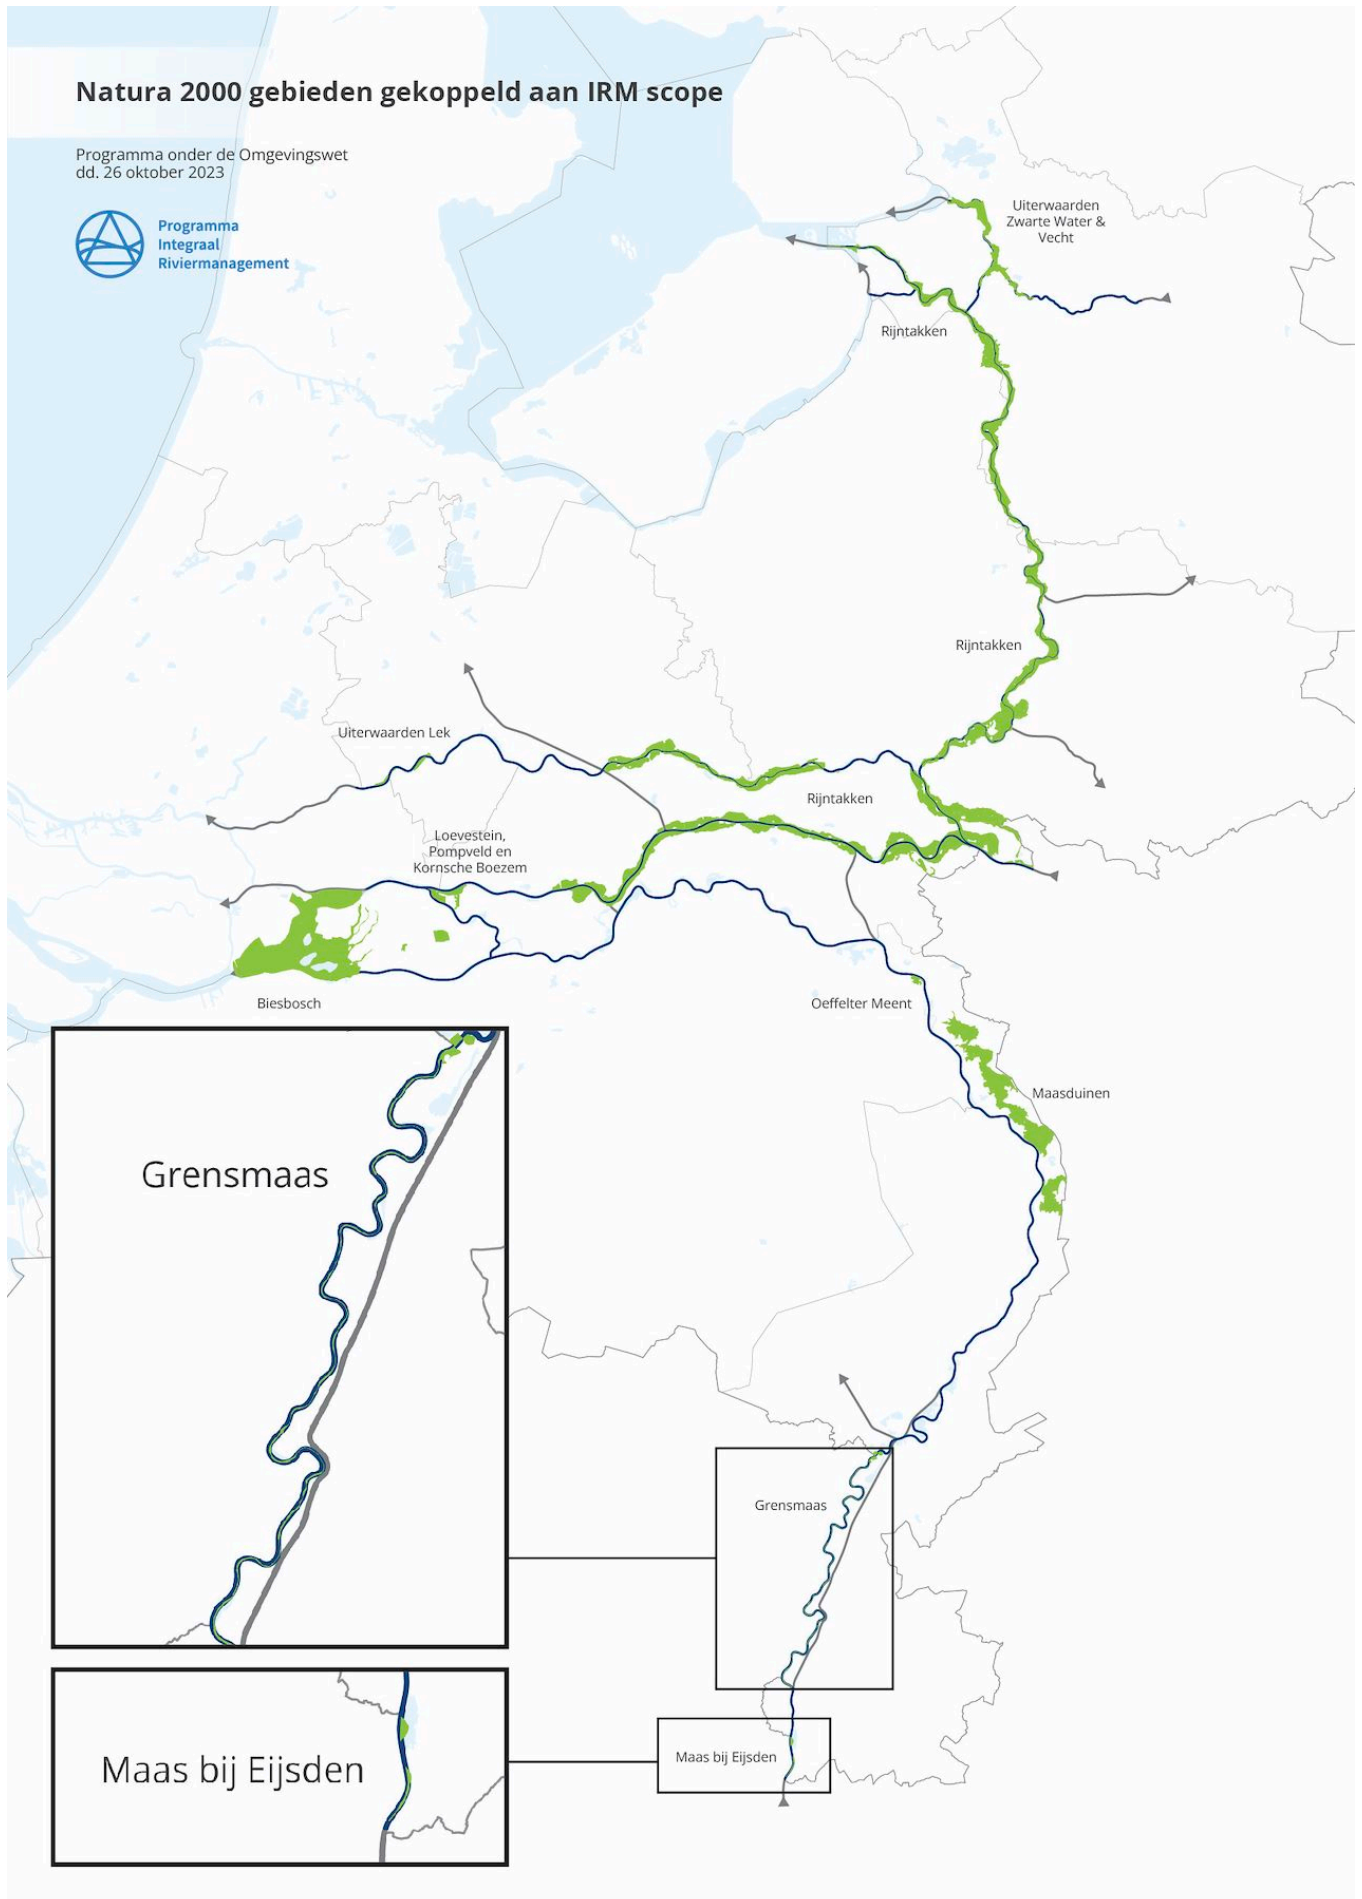 Natura 2000 gebieden gekoppeld aan IRM scope
Programma onder de Omgevingswet
dd. 26 oktober 2023
Programma
Integraal
Riviermanagement
Uiterwaarden
Zwarte Water &
Vecht
Rijntakken
Rijntakken
Uiterwaarden Lek
Rijntakken
Loevestein,
Pompveld en
Kornsche Boezem
Biesbosch
Oeffelter Meent
Maasduinen
Grensmaas
Grensmaas
Maas bij Eijsden
Maas bij Eijsden